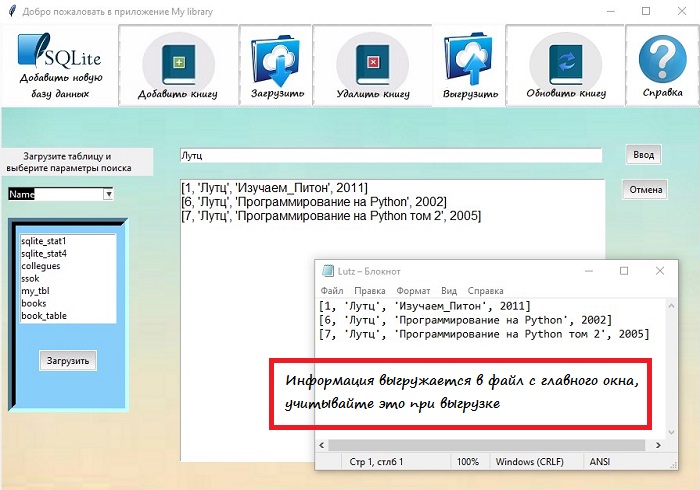 Добро пожаловать в приложение My library
SQLite
Добавить новую
базу данных
Добавить книгу
Загрузить
Удалить книгу
Выгрузить
Обновить книгу
Справка
Загрузите таблицу и
выберите параметры поиска
Лутц
Ввод
Name
Отмена
[1, 'Лутц', 'Изучаем_Питон', 2011]
[6, 'Лутц', 'Программирование на Python', 2002]
[7, 'Лутц', 'Программирование на Python том 2', 2005]
sqlite_stat1
sqlite_stat4
collegues
ssok
my_tbl
books
book_table
Загрузить
Lutz – Блокнот
Файл Правка Формат Вид Справка
[1, 'Лутц', 'Изучаем_Питон', 2011]
[6, 'Лутц', 'Программирование на Python', 2002]
[7, 'Лутц', 'Программирование на Python том 2', 2005]
Информация выгружается в файл с главного окна,
учитывайте это при выгрузке
Стр 1, стлб 1 100% Windows (CRLF) ANSI